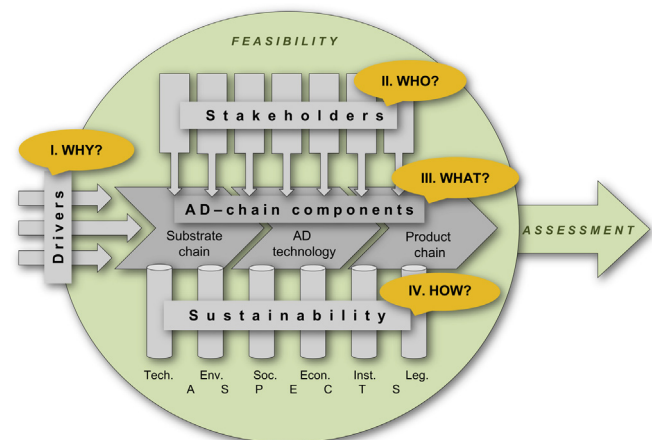 FEASIBILITY
II. WHO?
Stakeholders
I. WHY?
III. WHAT?
Drivers
AD–chain components
Substrate
chain
AD
technology
Product
chain
ASSESSMENT
IV. HOW?
Sustainability
Tech. Env. Soc. Econ. Inst. Leg.
A S P E C T S